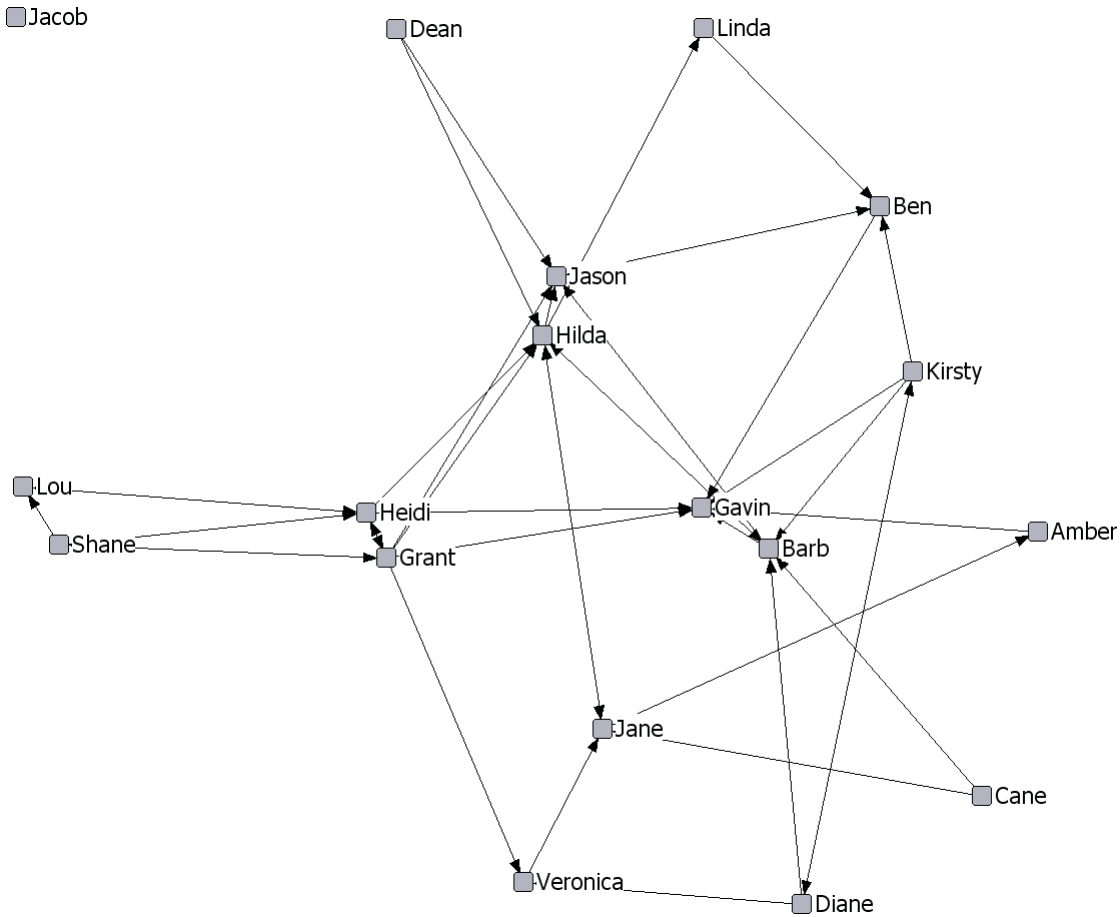 Jacob
Dean
Linda
Ben
Jason
Hilda
Kirsty
Lou
Heidi
Gavin
Shane
Grant
Barb
Amber
Jane
Cane
Veronica
Diane